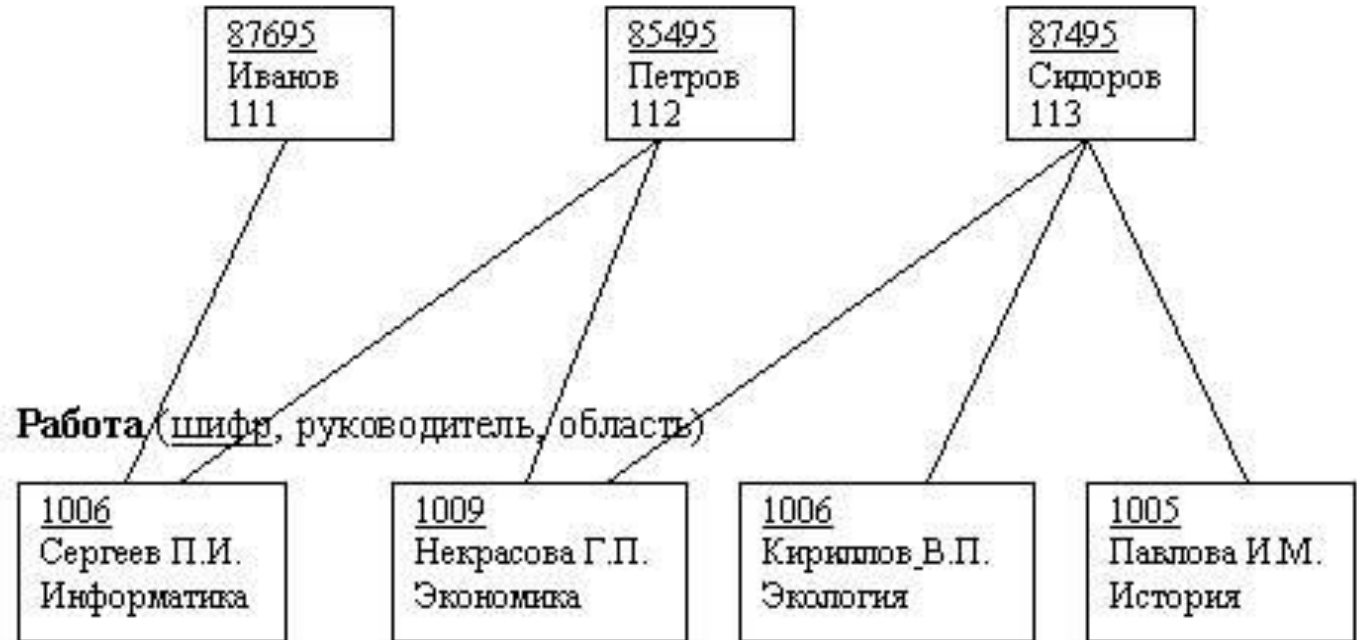 87695
Иванов
111
85495
Петров
112
87495
Сидоров
113
Работа (шифр, руководитель, область)
1006
Сергеев П.И.
Информатика
1009
Некрасова Г.П.
Экономика
1006
Кириллов_В.П.
Экология
1005
Павлова И.М.
История